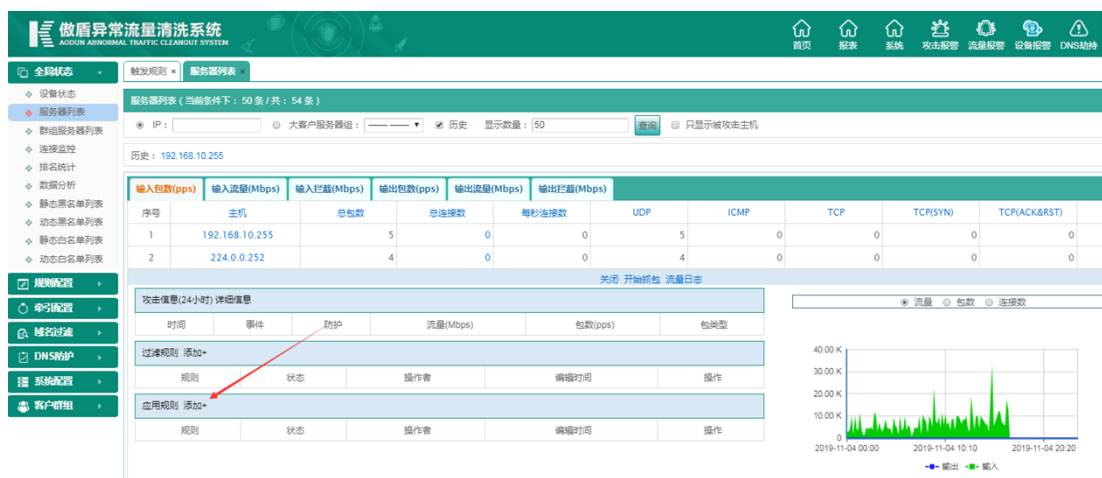 傲盾异常流量清洗系统
AODUN ABNORMAL TRAFFIC CLEANOUT SYSTEM
首页 报表 系统 攻击报警 流量报警 设备报警 DNS劫持
全局状态
设备状态
服务器列表
群组服务器列表
连接监控
排名统计
数据分析
静态黑名单列表
动态黑名单列表
静态白名单列表
动态白名单列表
规则配置
牵引配置
域名过滤
DNS防护
系统配置
客户群组
触发规则 × 服务器列表 ×
服务器列表 ( 当前条件下： 50 条 / 共： 54 条 )
IP： 大客户服务器组： —— —— 历史 显示数量： 50 查询 只显示被攻击主机
历史： 192.168.10.255
输入包数(pps) 输入流量(Mbps) 输入拦截(Mbps) 输出包数(pps) 输出流量(Mbps) 输出拦截(Mbps)
序号 主机 总包数 总连接数 每秒连接数 UDP ICMP TCP TCP(SYN) TCP(ACK&RST)
1 192.168.10.255 5 0 0 5 0 0 0 0
2 224.0.0.252 4 0 0 4 0 0 0 0
关闭 开始抓包 流量日志
攻击信息(24小时) 详细信息
时间 事件 防护 流量(Mbps) 包数(pps) 包类型
过滤规则 添加+
规则 状态 操作者 编辑时间 操作
应用规则 添加+
规则 状态 操作者 编辑时间 操作
流量 包数 连接数
40.00 K
30.00 K
20.00 K
10.00 K
0
2019-11-04 00:00 2019-11-04 10:10 2019-11-04 20:20
输出 输入